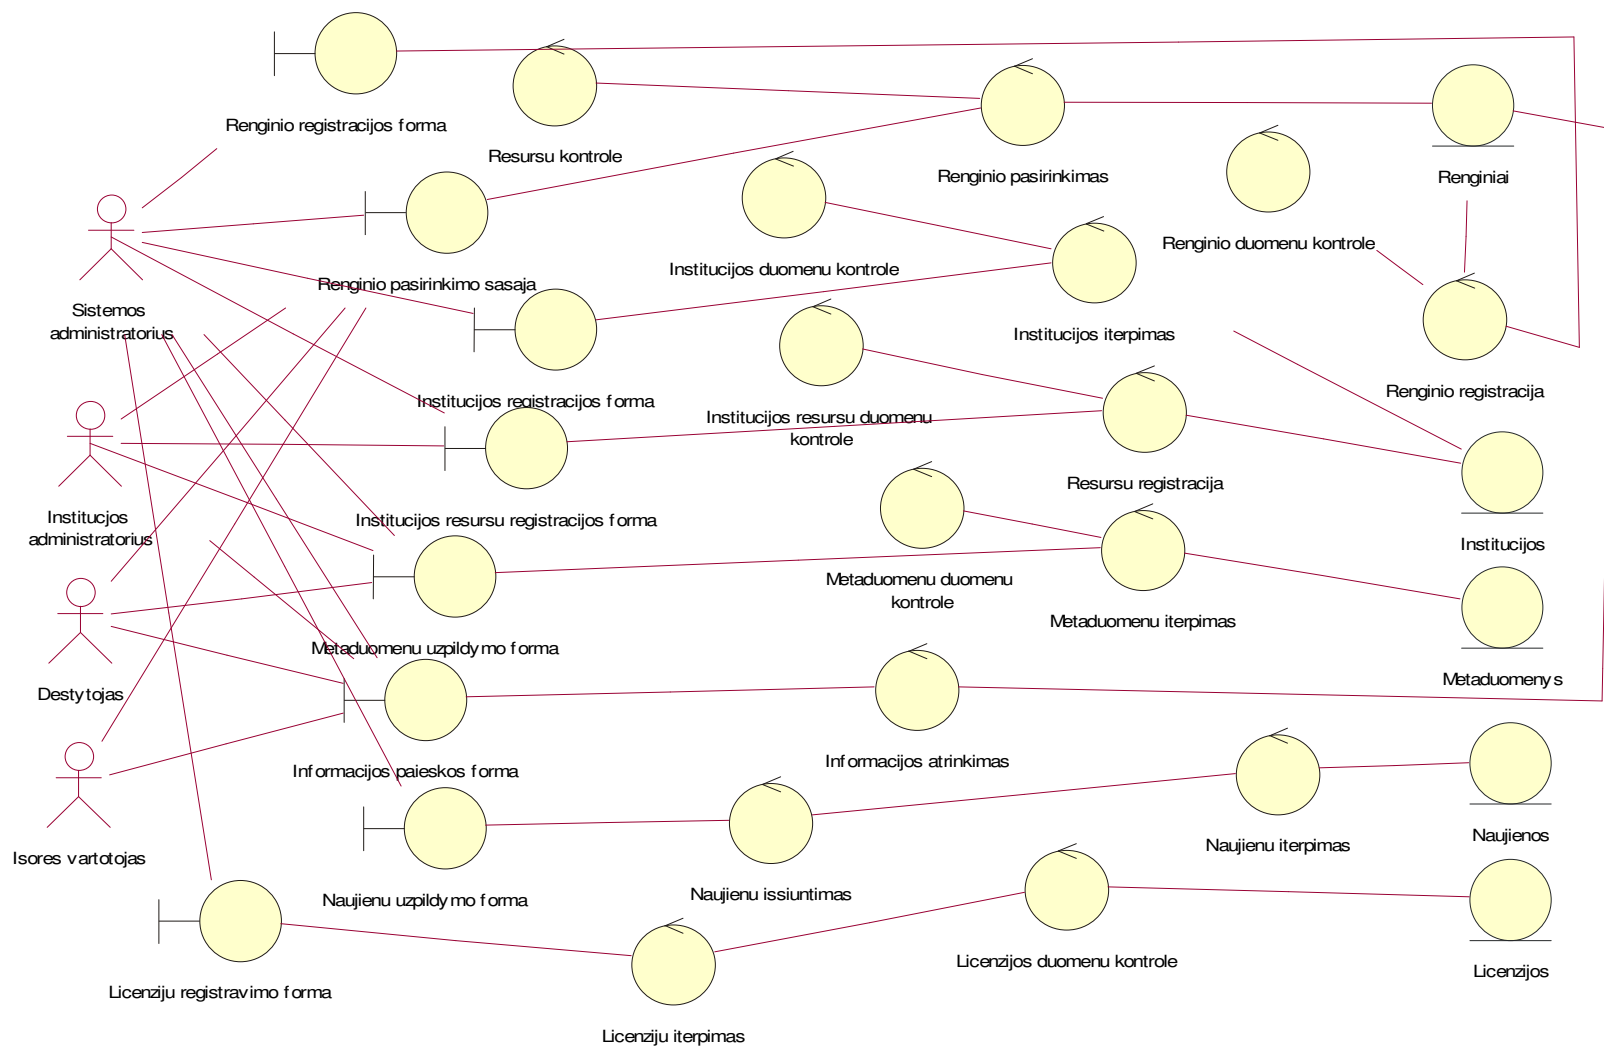 Renginio registracijos forma
Resursu kontrole
Renginio pasirinkimas
Renginiai
Renginio duomenu kontrole
Institucijos duomenu kontrole
Renginio pasirinkimo sasaja
Sistemos
administratorius
Institucijos iterpimas
Renginio registracija
Institucijos registracijos forma
Institucijos resursu duomenu
kontrole
Resursu registracija
Institucjos
administratorius
Institucijos resursu registracijos forma
Institucijos
Metaduomenu duomenu
kontrole
Metaduomenu iterpimas
Metaduomenu uzpildymo forma
Metaduomenys
Destytojas
Informacijos atrinkimas
Informacijos paieskos forma
Naujienos
Naujienu iterpimas
Isores vartotojas
Naujienu issiuntimas
Naujienu uzpildymo forma
Licenzijos duomenu kontrole
Licenzijos
Licenziju registravimo forma
Licenziju iterpimas